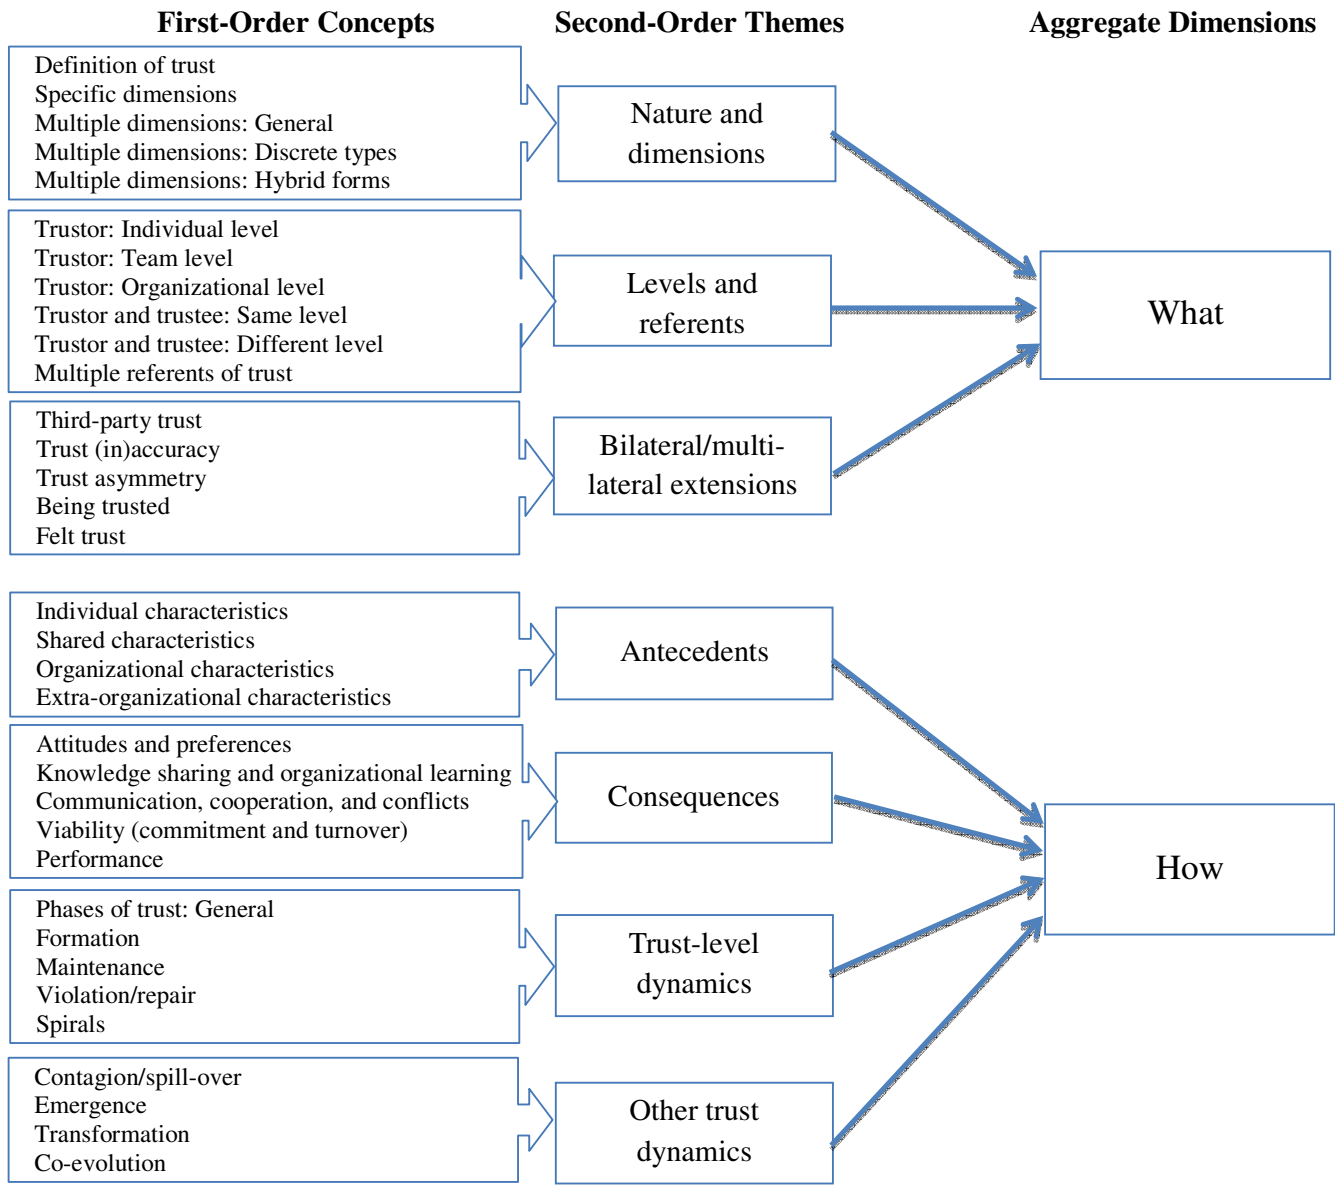 First-Order Concepts
Second-Order Themes
Aggregate Dimensions
Definition of trust
Specific dimensions
Multiple dimensions: General
Multiple dimensions: Discrete types
Multiple dimensions: Hybrid forms
Nature and
dimensions
Trustor: Individual level
Trustor: Team level
Trustor: Organizational level
Trustor and trustee: Same level
Trustor and trustee: Different level
Multiple referents of trust
Levels and
referents
What
Third-party trust
Trust (in)accuracy
Trust asymmetry
Being trusted
Felt trust
Bilateral/multi-
lateral extensions
Individual characteristics
Shared characteristics
Organizational characteristics
Extra-organizational characteristics
Antecedents
Attitudes and preferences
Knowledge sharing and organizational learning
Communication, cooperation, and conflicts
Viability (commitment and turnover)
Performance
Consequences
How
Phases of trust: General
Formation
Maintenance
Violation/repair
Spirals
Trust-level
dynamics
Contagion/spill-over
Emergence
Transformation
Co-evolution
Other trust
dynamics